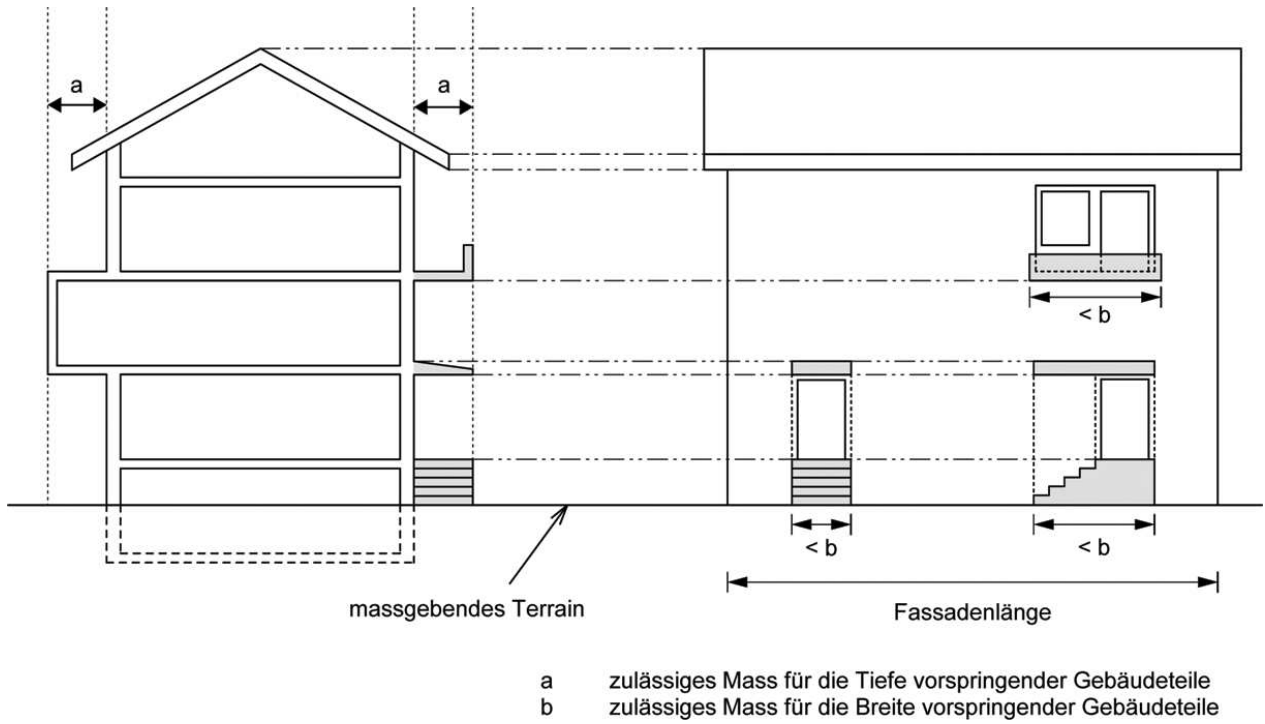 a
a
< b
< b
< b
massgebendes Terrain
Fassadenlänge
a zulässiges Mass für die Tiefe vorspringender Gebäudeteile
b zulässiges Mass für die Breite vorspringender Gebäudeteile